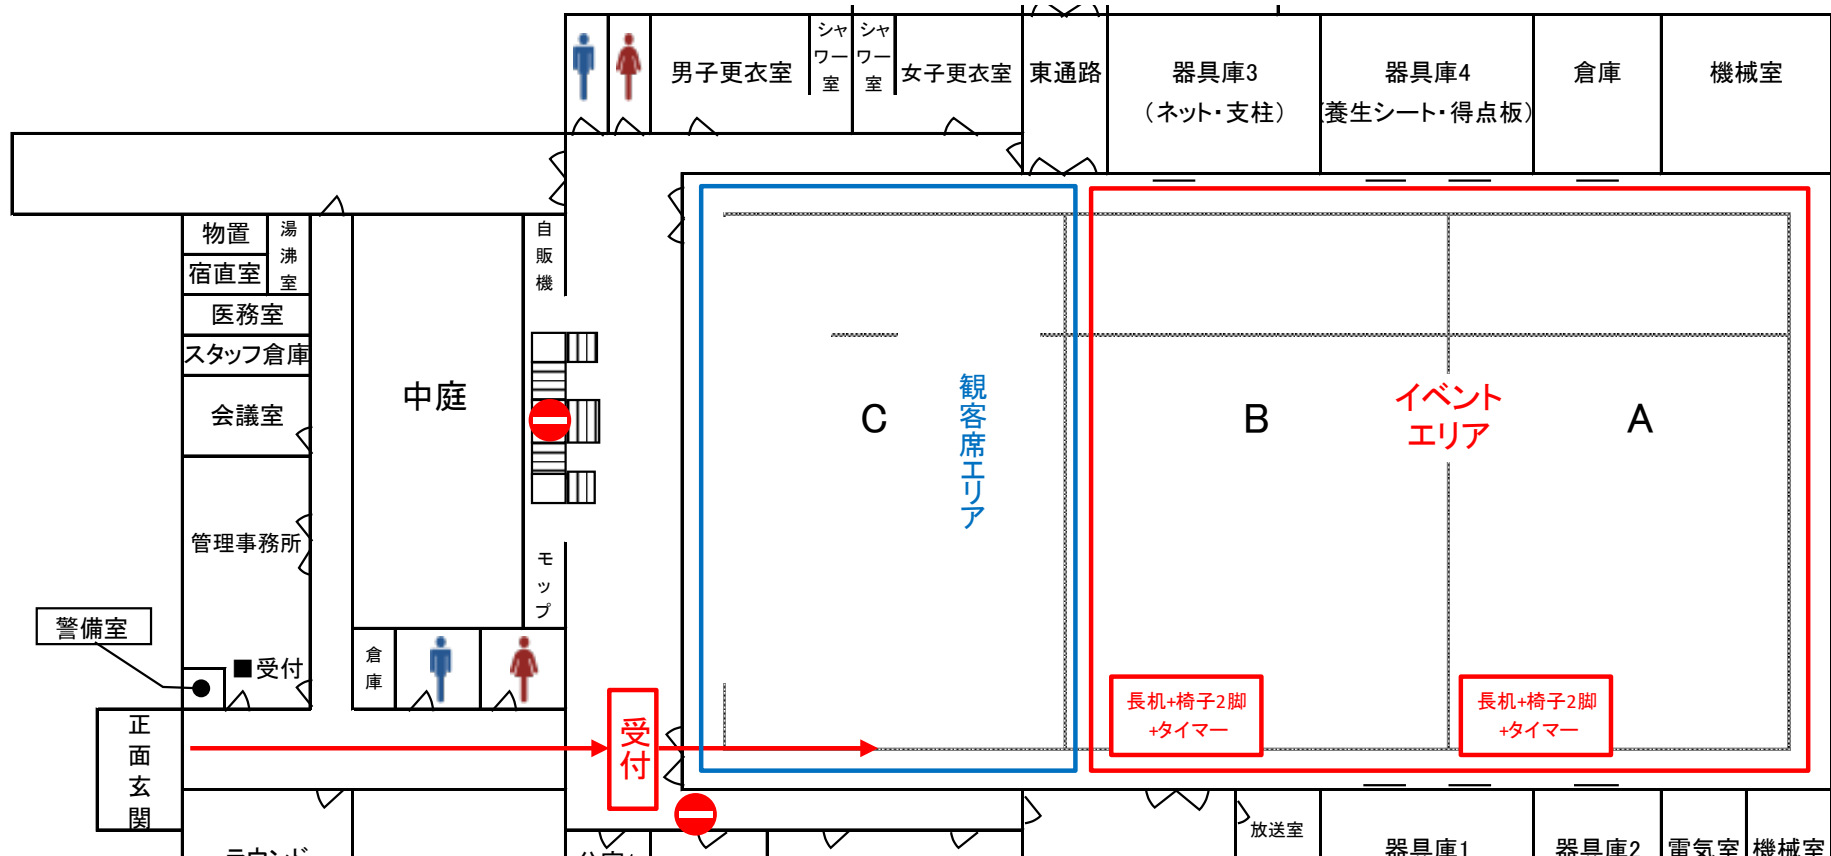 男子更衣室
シャワー室
シャワー室
女子更衣室
東通路
器具庫3
（ネット・支柱）
器具庫4
（養生シート・得点板）
倉庫
機械室
物置
湯沸室
宿直室
医務室
スタッフ倉庫
会議室
管理事務所
警備室
■受付
正面玄関
中庭
自販機
モップ
倉庫
受付
C
観客席エリア
B
イベント
エリア
A
長机+椅子2脚
+タイマー
長机+椅子2脚
+タイマー
放送室
器具庫1
器具庫2
電気室
機械室